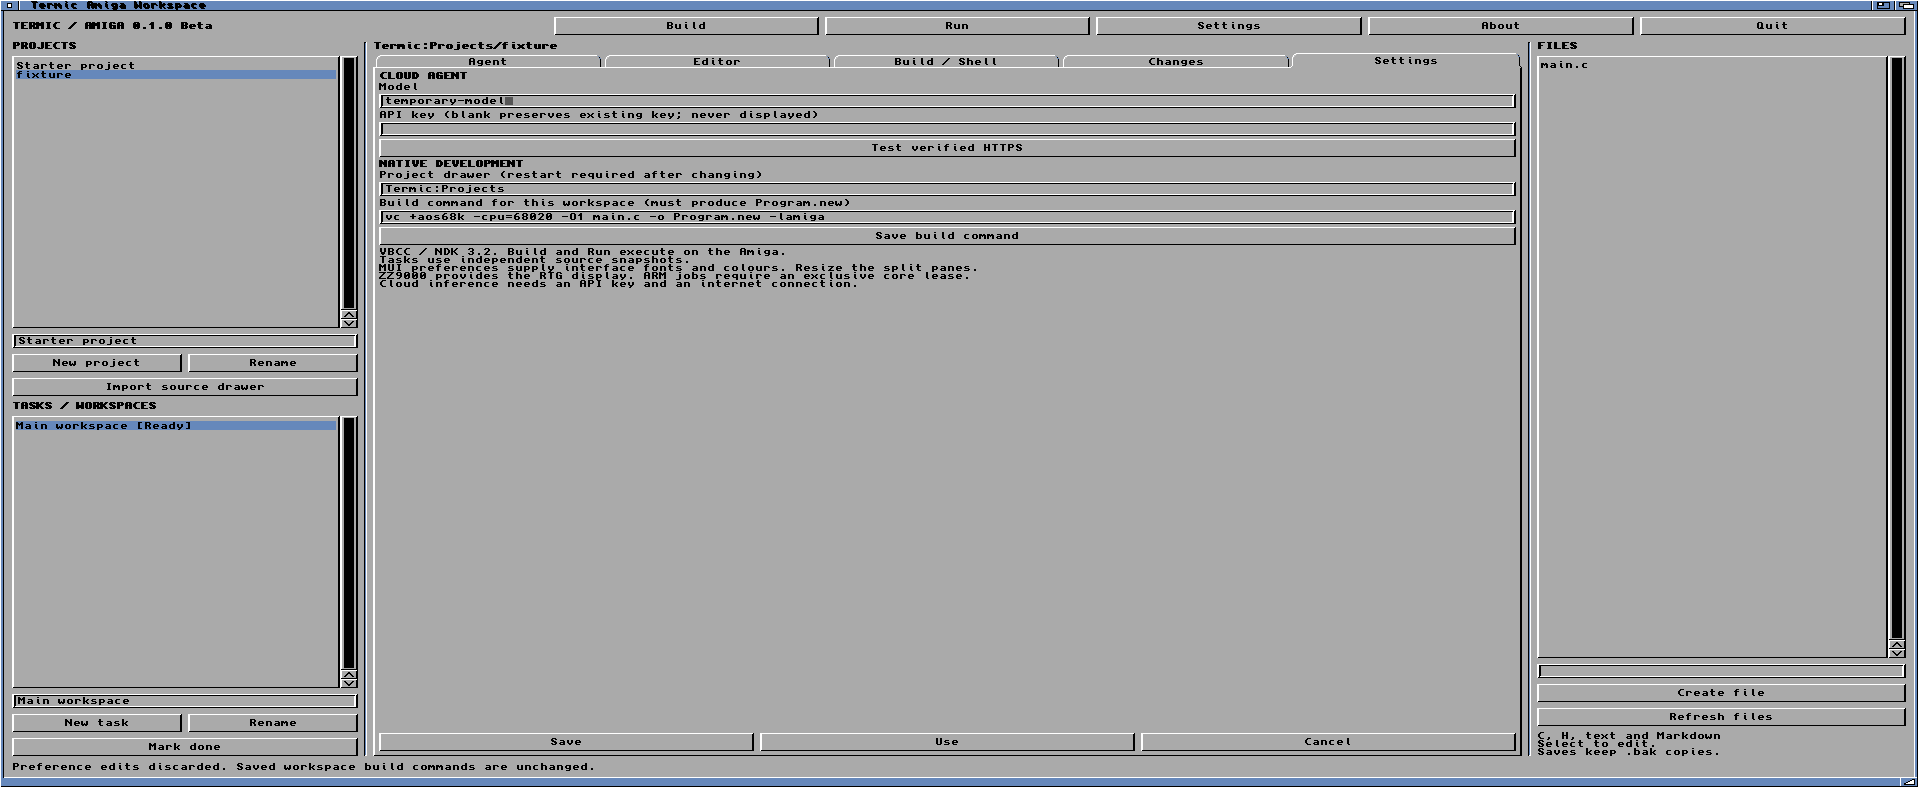 Termic Amiga Workspace
TERMIC / AMIGA 0.1.0 Beta
Build
Run
Settings
About
Quit
PROJECTS
Starter project
fixture
Starter project
New project
Rename
Import source drawer
TASKS / WORKSPACES
Main workspace [Ready]
Main workspace
New task
Rename
Mark done
Termic:Projects/fixture
Agent
Editor
Build / Shell
Changes
Settings
CLOUD AGENT
Model
temporary-model
API key (blank preserves existing key; never displayed)
Test verified HTTPS
NATIVE DEVELOPMENT
Project drawer (restart required after changing)
Termic:Projects
Build command for this workspace (must produce Program.new)
vc +aos68k -cpu=68020 -O1 main.c -o Program.new -lamiga
Save build command
VBCC / NDK 3.2. Build and Run execute on the Amiga.
Tasks use independent source snapshots.
MUI preferences supply interface fonts and colours. Resize the split panes.
ZZ9000 provides the RTG display. ARM jobs require an exclusive core lease.
Cloud inference needs an API key and an internet connection.
Save
Use
Cancel
FILES
main.c
Create file
Refresh files
C, H, text and Markdown
Select to edit.
Saves keep .bak copies.
Preference edits discarded. Saved workspace build commands are unchanged.